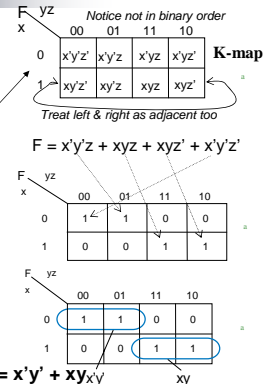 F yz Notice not in binary order
x
00 01 11 10
0 x'y'z' x'y'z x'yz x'yz' K-map
1 xy'z' xy'z xyz xyz'
a
Treat left & right as adjacent too
F = x'y'z + xyz + xyz' + x'y'z'
F yz
x
00 01 11 10
0 1 1 0 0
1 0 0 1 1
a
F yz
x
00 01 11 10
0 1 1 0 0
1 0 0 1 1
a
= x'y' + xy x'y' xy